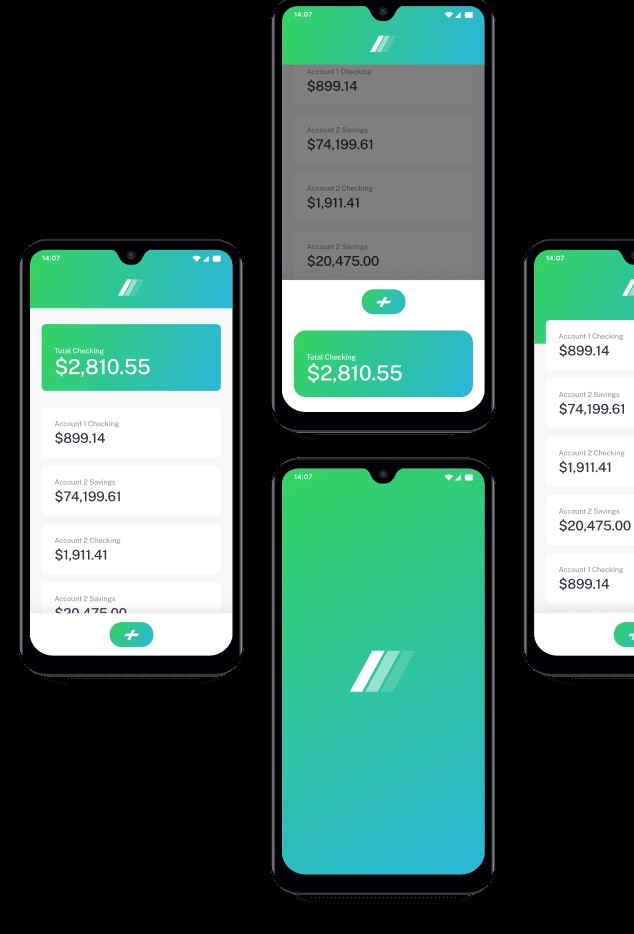 14:07
Total Checking
$2,810.55
Account 1 Checking
$899.14
Account 2 Savings
$74,199.61
Account 2 Checking
$1,911.41
Account 2 Savings
$20,475.00
14:07
Account 1 Checking
$899.14
Account 2 Savings
$74,199.61
Account 2 Checking
$1,911.41
Account 2 Savings
$20,475.00
Total Checking
$2,810.55
14:07
14:07
Account 1 Checking
$899.14
Account 2 Savings
$74,199.61
Account 2 Checking
$1,911.41
Account 2 Savings
$20,475.00
Account 1 Checking
$899.14